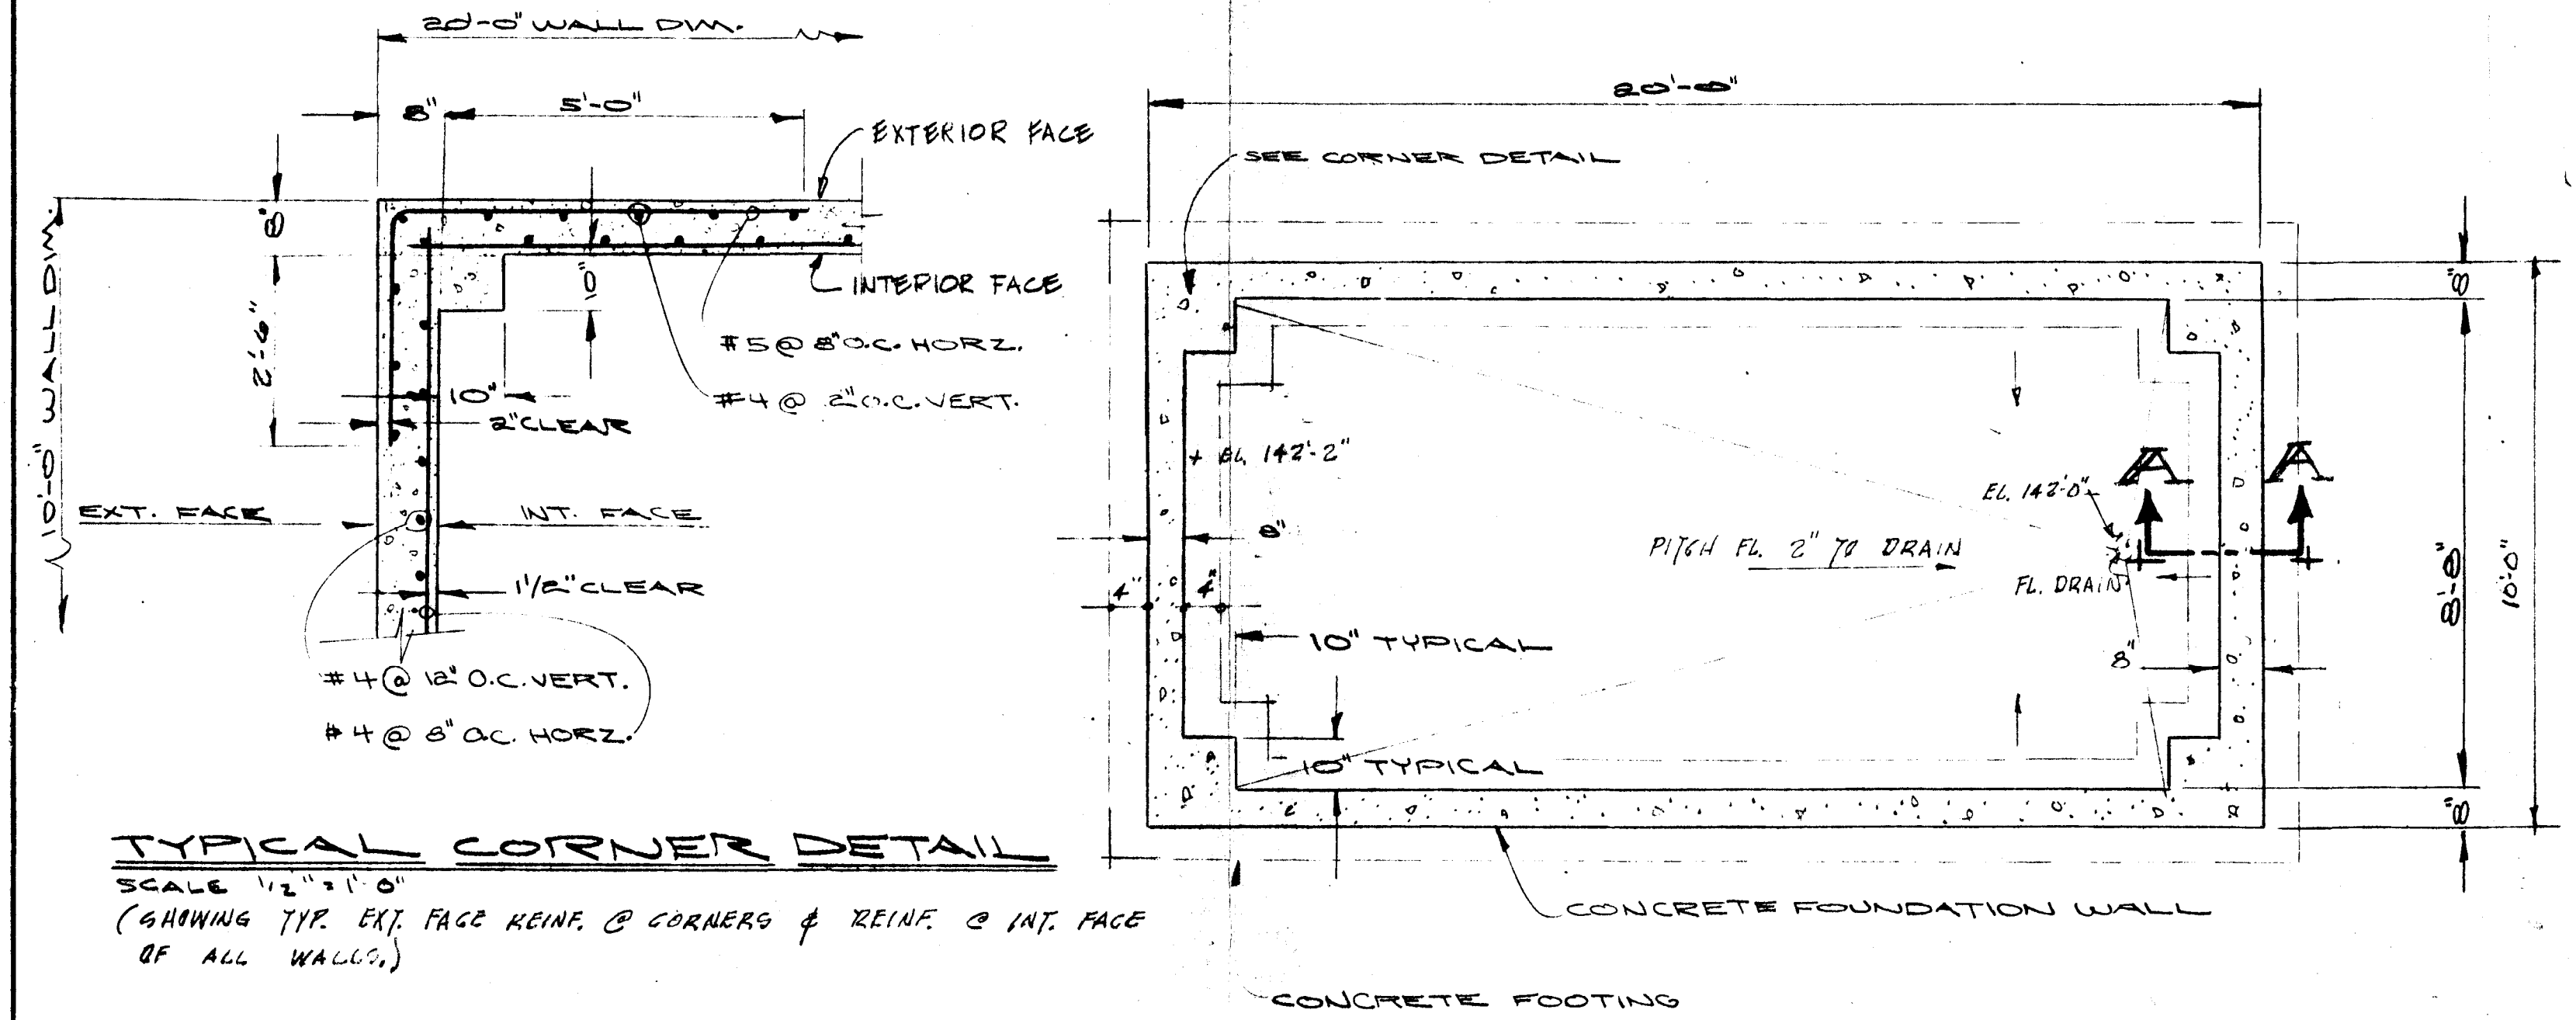 20'-0" WALL DIM.
8"
5'-0"
EXTERIOR FACE
8"
10'-0" WALL DIM.
2'-6"
10"
INTERIOR FACE
#5 @ 8" O.C. HORZ.
#4 @ 2" O.C. VERT.
10"
2" CLEAR
EXT. FACE
INT. FACE
1 1/2" CLEAR
#4 @ 12" O.C. VERT.
#4 @ 8" O.C. HORZ.
TYPICAL CORNER DETAIL
SCALE 1/2" = 1'-0"
(SHOWING TYP. EXT. FACE REINF. @ CORNERS & REINF. @ INT. FACE
OF ALL WALLS.)
20'-0"
SEE CORNER DETAIL
8"
+ EL. 142'-2"
8"
EL. 142'-0"
A A
PITCH FL. 2" TO DRAIN
FL. DRAIN
8'-8"
10'-0"
4" 4"
10" TYPICAL
8"
10" TYPICAL
8"
CONCRETE FOUNDATION WALL
CONCRETE FOOTING